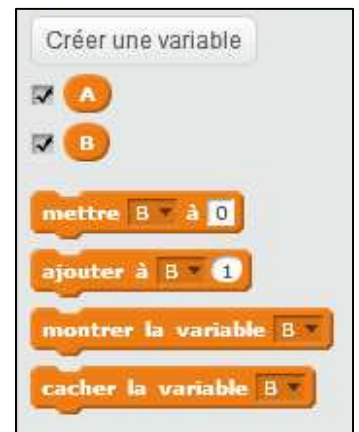 Créer une variable
A
B
mettre B à 0
ajouter à B 1
montrer la variable B
cacher la variable B